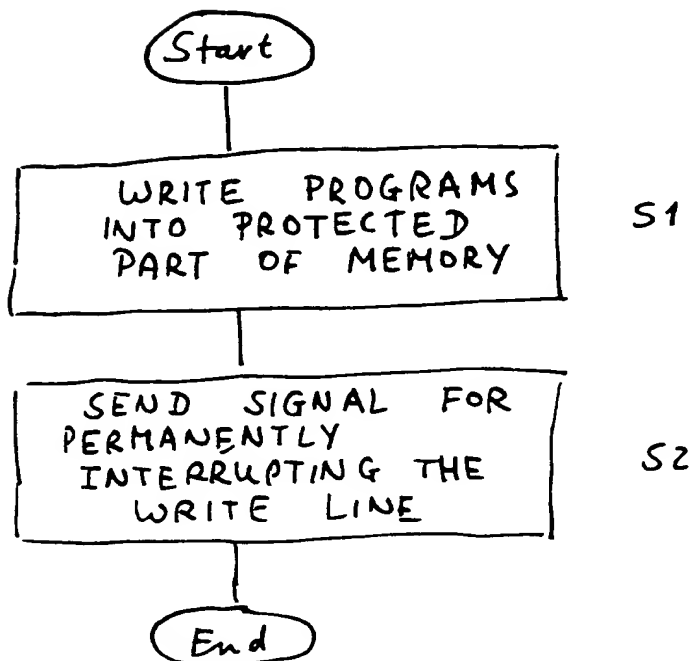 Start
WRITE PROGRAMS
INTO PROTECTED
PART OF MEMORY
S1
SEND SIGNAL FOR
PERMANENTLY
INTERRUPTING THE
WRITE LINE
S2
End